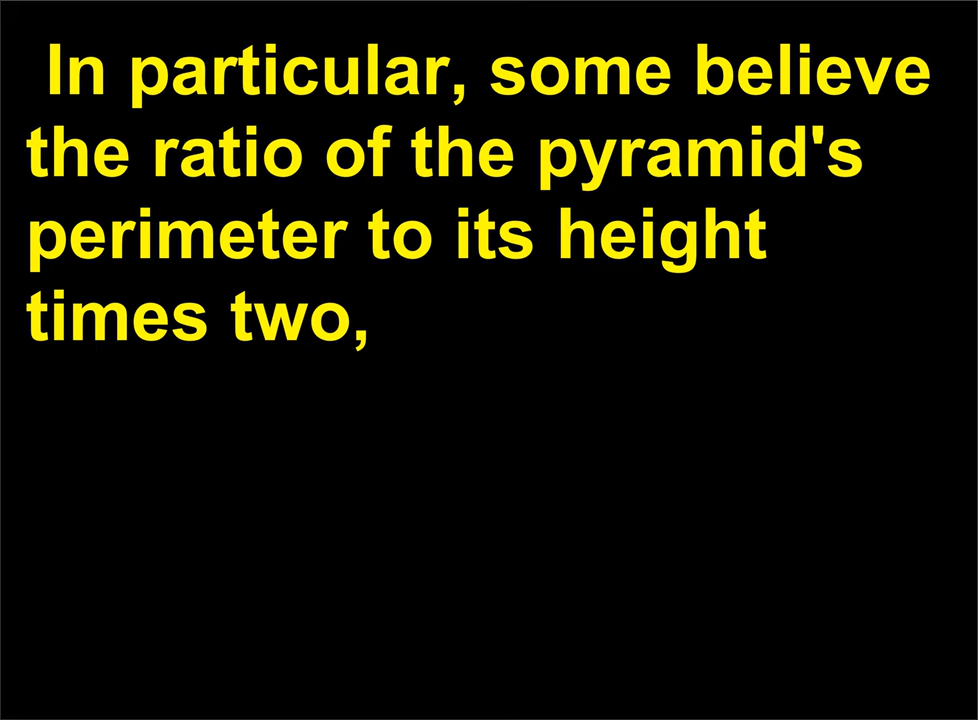 In particular, some believe
the ratio of the pyramid's
perimeter to its height
times two,